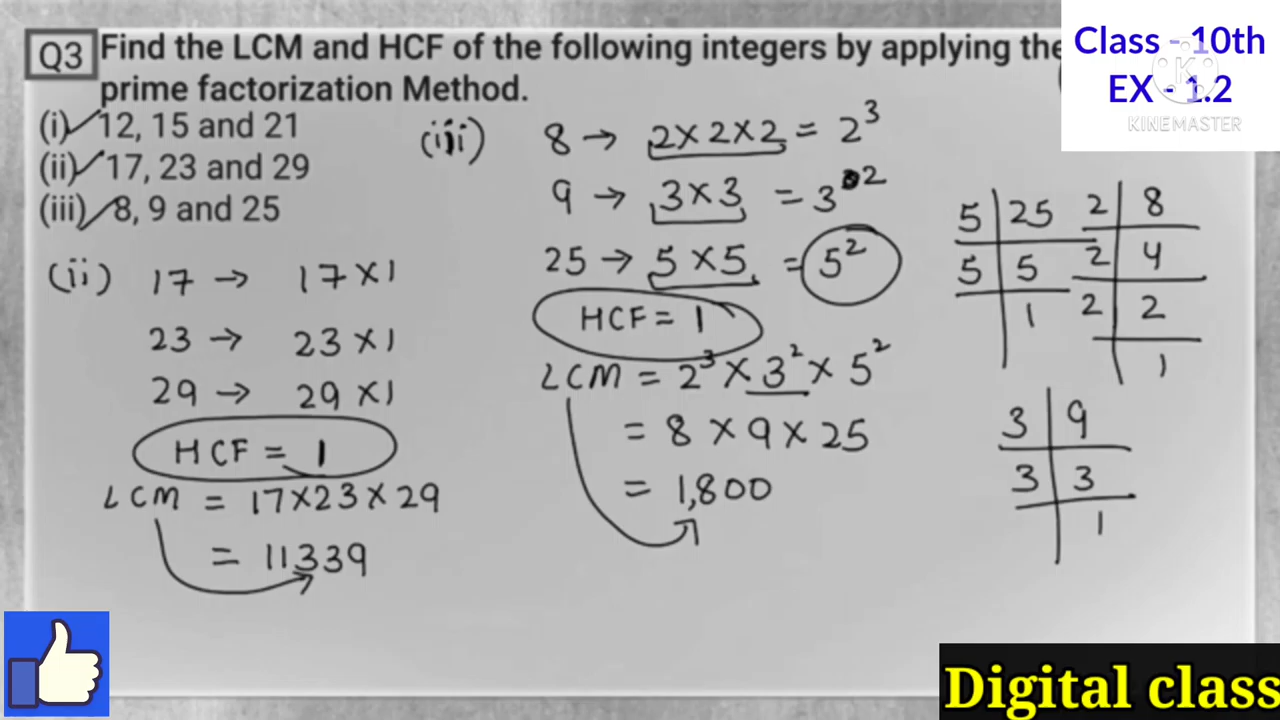 Q3 Find the LCM and HCF of the following integers by applying the
prime factorization Method.
(i) 12, 15 and 21
(ii) 17, 23 and 29
(iii) 8, 9 and 25
(ii) 17 → 17 × 1
23 → 23 × 1
29 → 29 × 1
HCF = 1
LCM = 17×23×29
= 11339
(iii) 8 → 2×2×2 = 2³
9 → 3×3 = 3²
25 → 5×5 = 5²
HCF = 1
LCM = 2³ × 3² × 5²
= 8 × 9 × 25
= 1,800
5 | 25
5 | 5
1
2 | 8
2 | 4
2 | 2
1
3 | 9
3 | 3
1
Class - 10th
EX - 1.2
K
KINEMASTER
Digital class